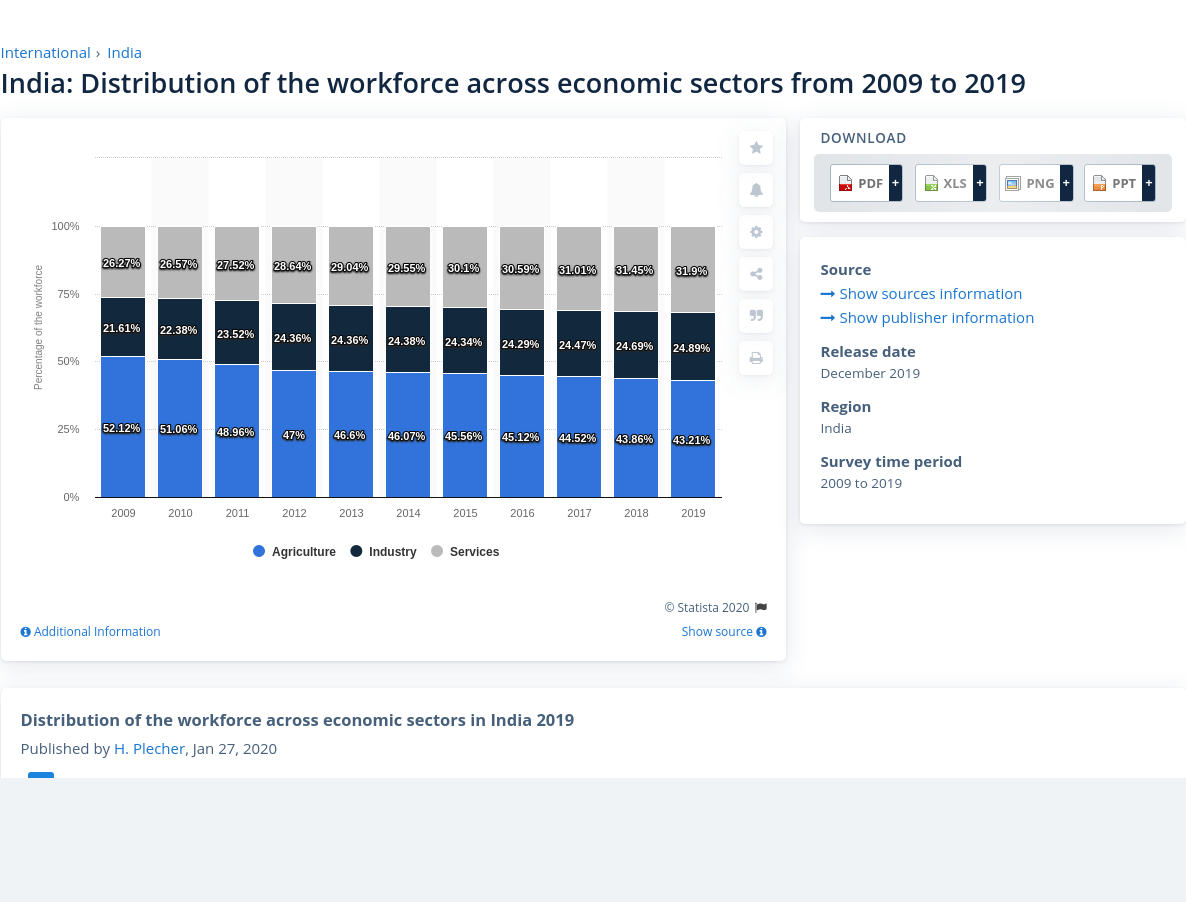 International › India
India: Distribution of the workforce across economic sectors from 2009 to 2019
DOWNLOAD
PDF +
XLS +
PNG +
PPT +
Percentage of the workforce
100%
75%
50%
25%
0%
26.27% 26.57% 27.52% 28.64% 29.04% 29.55% 30.1% 30.59% 31.01% 31.45% 31.9%
21.61% 22.38% 23.52% 24.36% 24.36% 24.38% 24.34% 24.29% 24.47% 24.69% 24.89%
52.12% 51.06% 48.96% 47% 46.6% 46.07% 45.56% 45.12% 44.52% 43.86% 43.21%
2009 2010 2011 2012 2013 2014 2015 2016 2017 2018 2019
Agriculture Industry Services
© Statista 2020
Additional Information
Show source
Source
Show sources information
Show publisher information
Release date
December 2019
Region
India
Survey time period
2009 to 2019
Distribution of the workforce across economic sectors in India 2019
Published by H. Plecher, Jan 27, 2020